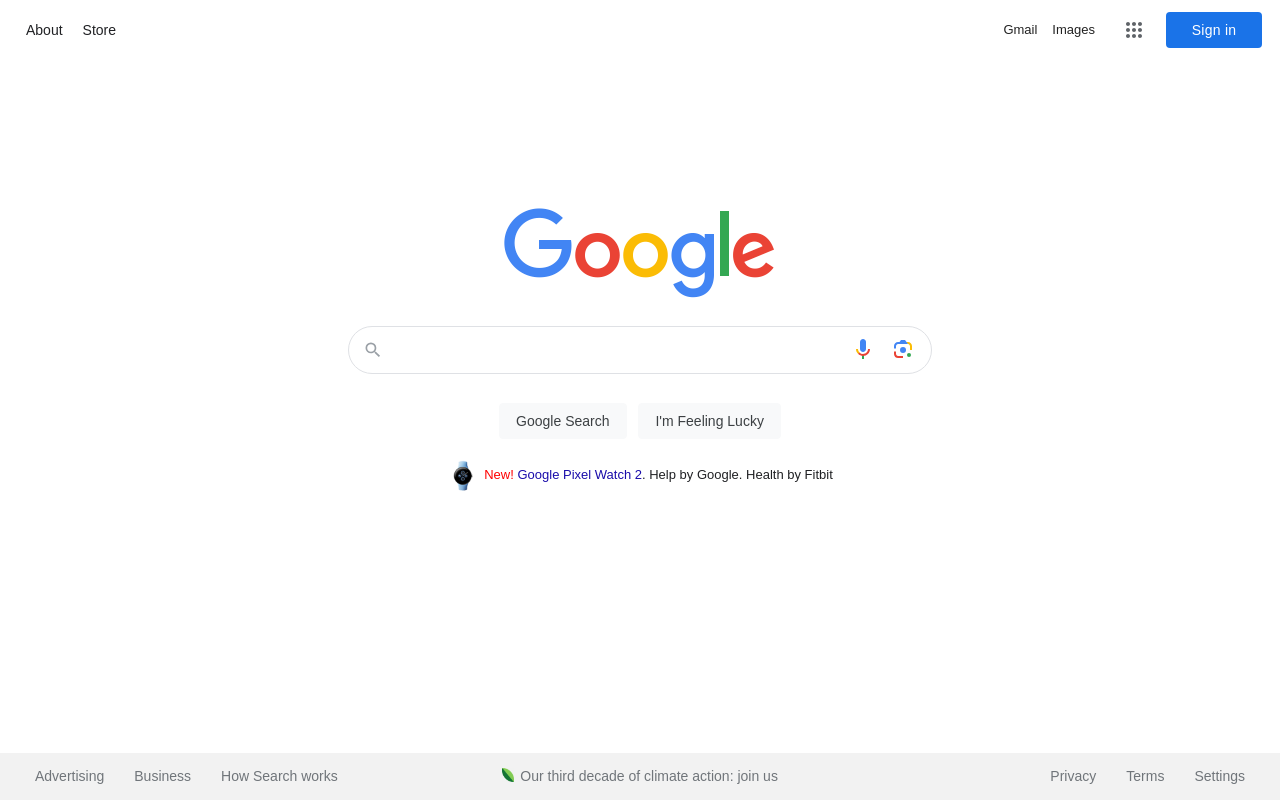 About Store Gmail Images Sign in
Google
Google Search I'm Feeling Lucky
New! Google Pixel Watch 2. Help by Google. Health by Fitbit
Advertising Business How Search works Our third decade of climate action: join us Privacy Terms Settings